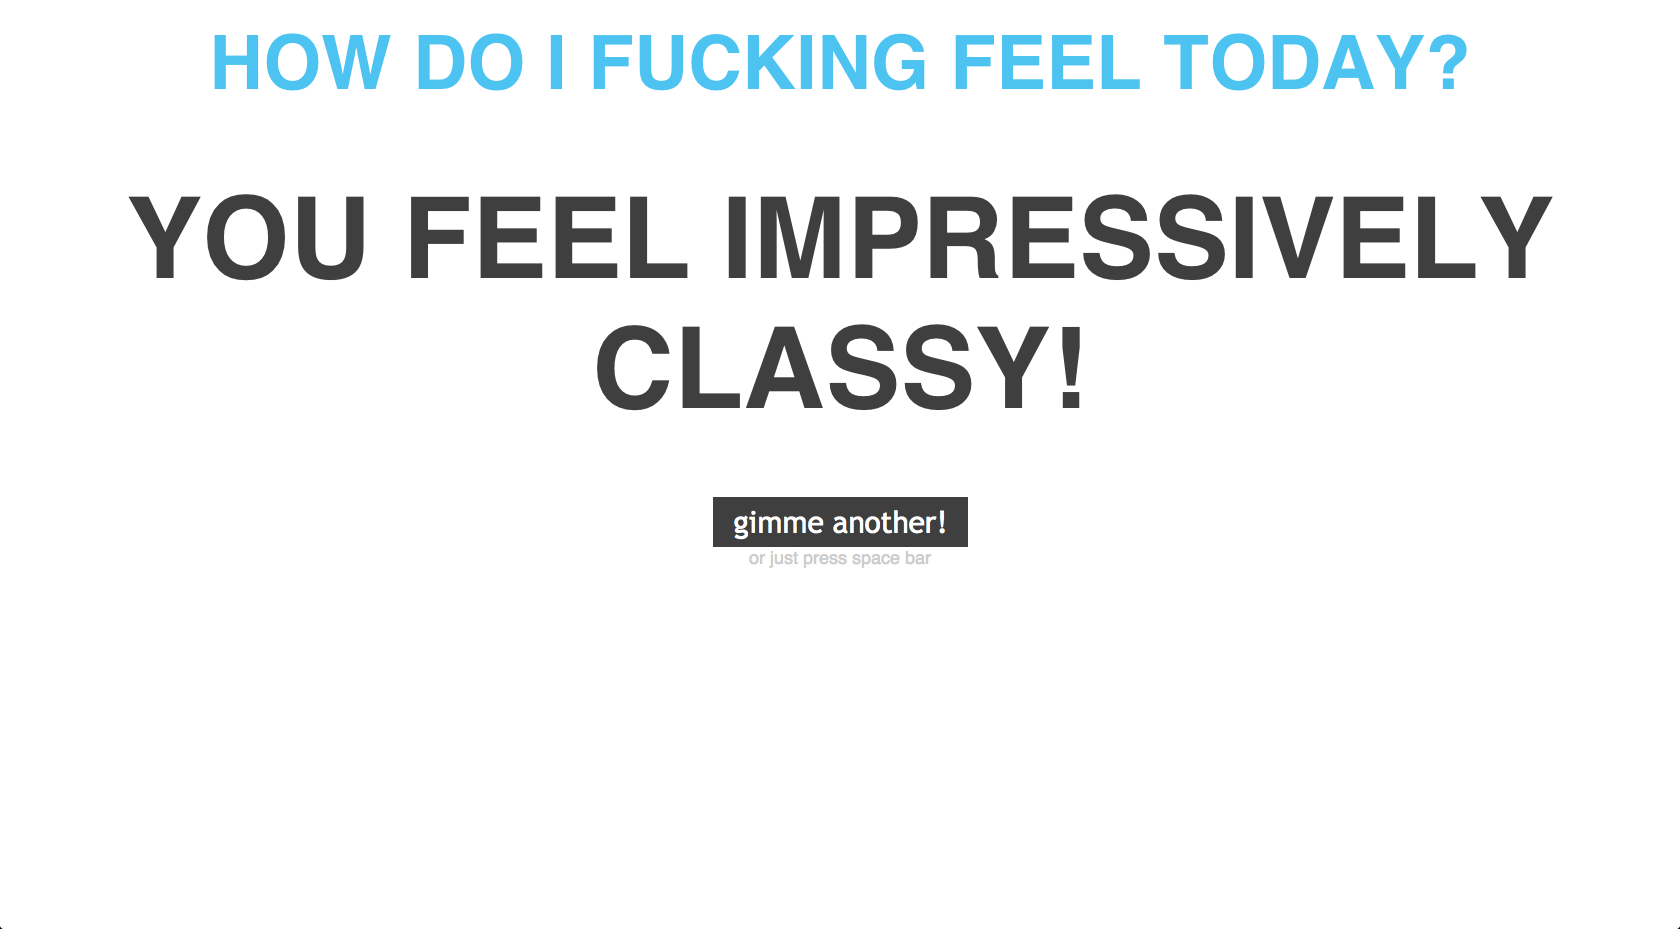 HOW DO I FUCKING FEEL TODAY?
YOU FEEL IMPRESSIVELY
CLASSY!
gimme another!
or just press space bar